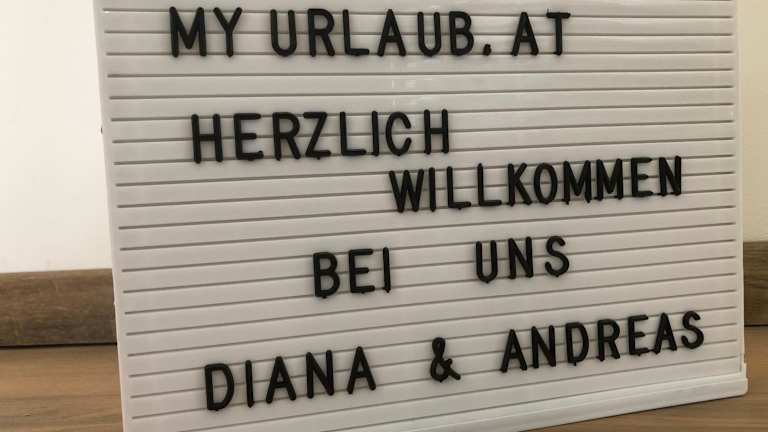 MY URLAUB. AT
HERZLICH
WILLKOMMEN
BEI UNS
DIANA & ANDREAS